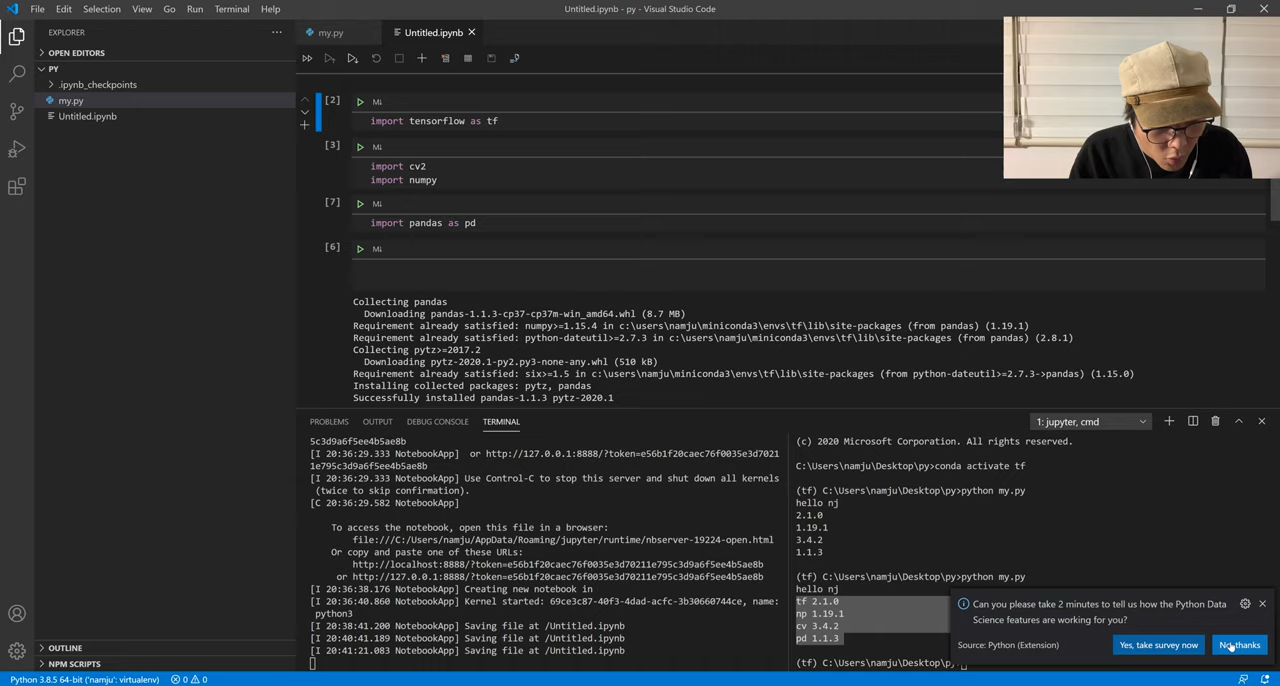 File Edit Selection View Go Run Terminal Help
Untitled.ipynb - py - Visual Studio Code
EXPLORER
OPEN EDITORS
PY
.ipynb_checkpoints
my.py
Untitled.ipynb
OUTLINE
NPM SCRIPTS
my.py
Untitled.ipynb
[2]
M↓
import tensorflow as tf
[3]
M↓
import cv2
import numpy
[7]
M↓
import pandas as pd
[6]
M↓
Collecting pandas
Downloading pandas-1.1.3-cp37-cp37m-win_amd64.whl (8.7 MB)
Requirement already satisfied: numpy>=1.15.4 in c:\users\namju\miniconda3\envs\tf\lib\site-packages (from pandas) (1.19.1)
Requirement already satisfied: python-dateutil>=2.7.3 in c:\users\namju\miniconda3\envs\tf\lib\site-packages (from pandas) (2.8.1)
Collecting pytz>=2017.2
Downloading pytz-2020.1-py2.py3-none-any.whl (510 kB)
Requirement already satisfied: six>=1.5 in c:\users\namju\miniconda3\envs\tf\lib\site-packages (from python-dateutil>=2.7.3->pandas) (1.15.0)
Installing collected packages: pytz, pandas
Successfully installed pandas-1.1.3 pytz-2020.1
PROBLEMS OUTPUT DEBUG CONSOLE TERMINAL
1: jupyter, cmd
5c3d9a6f5ee4b5ae8b
[I 20:36:29.333 NotebookApp] or http://127.0.0.1:8888/?token=e56b1f20caec76f0035e3d7021
1e795c3d9a6f5ee4b5ae8b
[I 20:36:29.333 NotebookApp] Use Control-C to stop this server and shut down all kernels
(twice to skip confirmation).
[C 20:36:29.582 NotebookApp]
To access the notebook, open this file in a browser:
file:///C:/Users/namju/AppData/Roaming/jupyter/runtime/nbserver-19224-open.html
Or copy and paste one of these URLs:
http://localhost:8888/?token=e56b1f20caec76f0035e3d70211e795c3d9a6f5ee4b5ae8b
or http://127.0.0.1:8888/?token=e56b1f20caec76f0035e3d70211e795c3d9a6f5ee4b5ae8b
[I 20:36:38.176 NotebookApp] Creating new notebook in
[I 20:36:40.860 NotebookApp] Kernel started: 69ce3c87-40f3-4dad-acfc-3b30660744ce, name:
python3
[I 20:38:41.200 NotebookApp] Saving file at /Untitled.ipynb
[I 20:40:41.189 NotebookApp] Saving file at /Untitled.ipynb
[I 20:41:21.083 NotebookApp] Saving file at /Untitled.ipynb
(c) 2020 Microsoft Corporation. All rights reserved.
C:\Users\namju\Desktop\py>conda activate tf
(tf) C:\Users\namju\Desktop\py>python my.py
hello nj
2.1.0
1.19.1
3.4.2
1.1.3
(tf) C:\Users\namju\Desktop\py>python my.py
hello nj
tf 2.1.0
np 1.19.1
cv 3.4.2
pd 1.1.3
(tf) C:\Users\namju\Desktop\py>
Can you please take 2 minutes to tell us how the Python Data
Science features are working for you?
Source: Python (Extension)
Yes, take survey now
No, thanks
Python 3.8.5 64-bit ('namju': virtualenv)
0
0